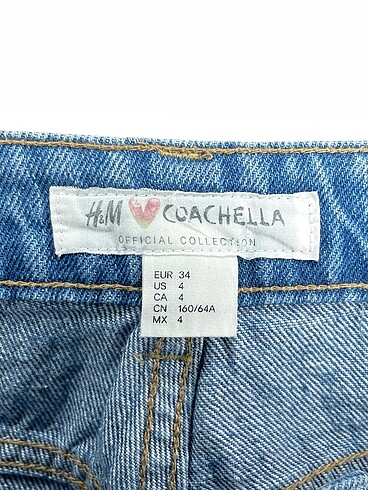 H&M COACHELLA
OFFICIAL COLLECTION
EUR 34
US 4
CA 4
CN 160/64A
MX 4